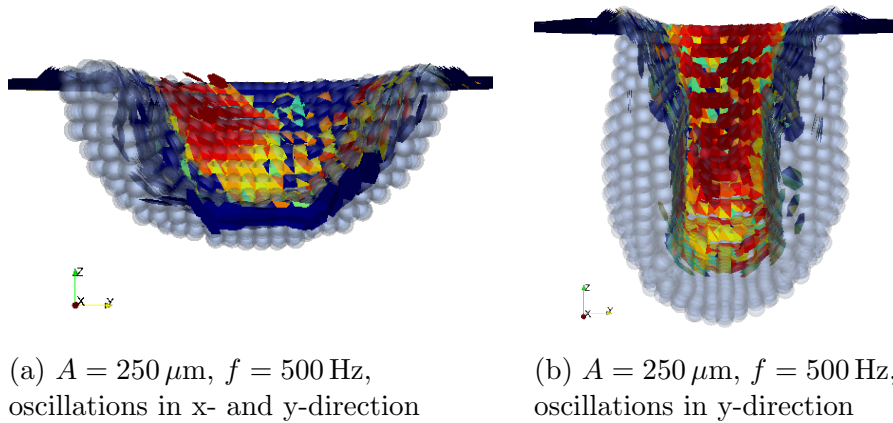 Z
X
Y
(a) A = 250 μm, f = 500 Hz,
oscillations in x- and y-direction
Z
X
Y
(b) A = 250 μm, f = 500 Hz,
oscillations in y-direction